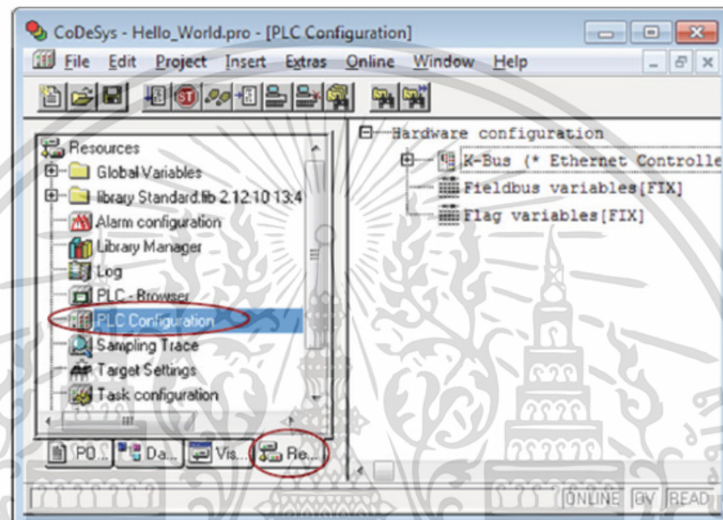 CoDeSys - Hello_World.pro - [PLC Configuration]
File Edit Project Insert Extras Online Window Help
Resources
Global Variables
library Standard.lib 2.12.10 13:4
Alarm configuration
Library Manager
Log
PLC - Browser
PLC Configuration
Sampling Trace
Target Settings
Task configuration
PO... Da... Vis... Re...
Hardware configuration
K-Bus (* Ethernet Controlle
Fieldbus variables[FIX]
Flag variables[FIX]
ONLINE OV READ